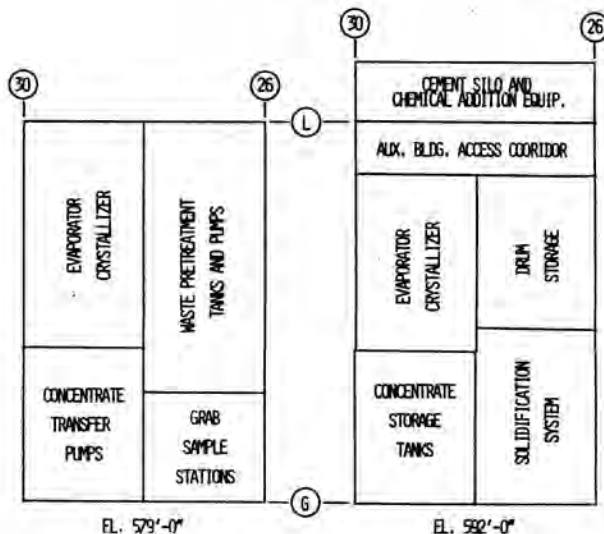 30
26
EVAPORATOR
CRYSTALLIZER
WASTE PRETREATMENT
TANKS AND PUMPS
CONCENTRATE
TRANSFER
PUMPS
GRAB
SAMPLE
STATIONS
EL. 579'-0"
L
G
30
26
CEMENT SILO AND
CHEMICAL ADDITION EQUIP.
AUX. BLDG. ACCESS COORIDOR
EVAPORATOR
CRYSTALLIZER
DRUM
STORAGE
CONCENTRATE
STORAGE
TANKS
SOLIDIFICATION
SYSTEM
EL. 592'-0"